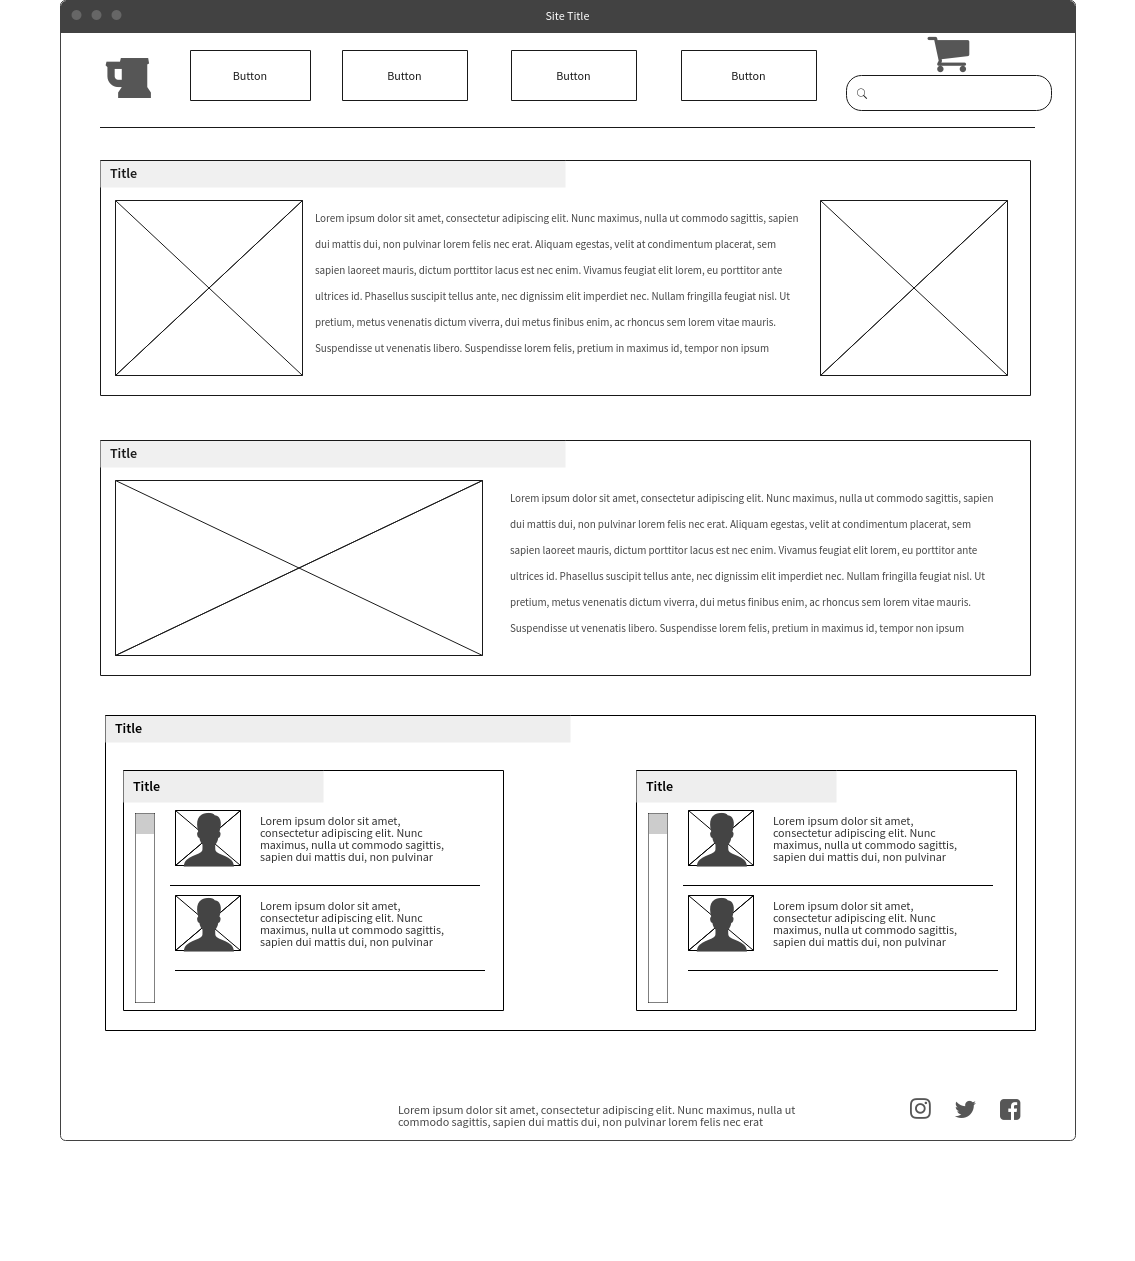 Site Title
Button
Button
Button
Button
Title
Lorem ipsum dolor sit amet, consectetur adipiscing elit. Nunc maximus, nulla ut commodo sagittis, sapien
dui mattis dui, non pulvinar lorem felis nec erat. Aliquam egestas, velit at condimentum placerat, sem
sapien laoreet mauris, dictum porttitor lacus est nec enim. Vivamus feugiat elit lorem, eu porttitor ante
ultrices id. Phasellus suscipit tellus ante, nec dignissim elit imperdiet nec. Nullam fringilla feugiat nisl. Ut
pretium, metus venenatis dictum viverra, dui metus finibus enim, ac rhoncus sem lorem vitae mauris.
Suspendisse ut venenatis libero. Suspendisse lorem felis, pretium in maximus id, tempor non ipsum
Title
Lorem ipsum dolor sit amet, consectetur adipiscing elit. Nunc maximus, nulla ut commodo sagittis, sapien
dui mattis dui, non pulvinar lorem felis nec erat. Aliquam egestas, velit at condimentum placerat, sem
sapien laoreet mauris, dictum porttitor lacus est nec enim. Vivamus feugiat elit lorem, eu porttitor ante
ultrices id. Phasellus suscipit tellus ante, nec dignissim elit imperdiet nec. Nullam fringilla feugiat nisl. Ut
pretium, metus venenatis dictum viverra, dui metus finibus enim, ac rhoncus sem lorem vitae mauris.
Suspendisse ut venenatis libero. Suspendisse lorem felis, pretium in maximus id, tempor non ipsum
Title
Title
Lorem ipsum dolor sit amet,
consectetur adipiscing elit. Nunc
maximus, nulla ut commodo sagittis,
sapien dui mattis dui, non pulvinar
Lorem ipsum dolor sit amet,
consectetur adipiscing elit. Nunc
maximus, nulla ut commodo sagittis,
sapien dui mattis dui, non pulvinar
Title
Lorem ipsum dolor sit amet,
consectetur adipiscing elit. Nunc
maximus, nulla ut commodo sagittis,
sapien dui mattis dui, non pulvinar
Lorem ipsum dolor sit amet,
consectetur adipiscing elit. Nunc
maximus, nulla ut commodo sagittis,
sapien dui mattis dui, non pulvinar
Lorem ipsum dolor sit amet, consectetur adipiscing elit. Nunc maximus, nulla ut
commodo sagittis, sapien dui mattis dui, non pulvinar lorem felis nec erat